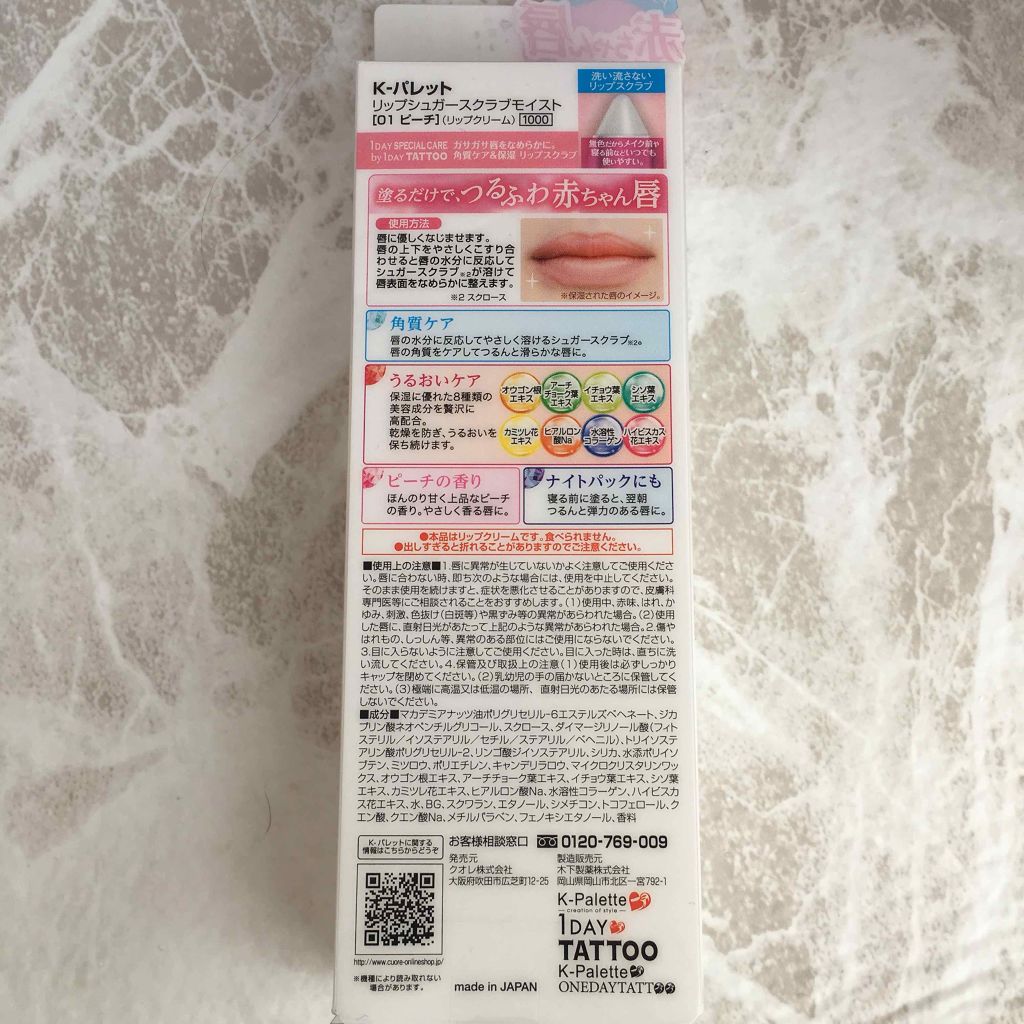 赤ちゃん唇
K-パレット
リップシュガースクラブモイスト
[01 ピーチ](リップクリーム) 1000
洗い流さない
リップスクラブ
無色だからメイク前や
寝る前などいつでも
使いやすい。
1DAY SPECIAL CARE ガサガサ唇をなめらかに。
by 1DAY TATTOO 角質ケア&保湿 リップスクラブ
塗るだけで、つるふわ赤ちゃん唇
使用方法
唇に優しくなじませます。
唇の上下をやさしくこすり合
わせると唇の水分に反応して
シュガースクラブ※2が溶けて
唇表面をなめらかに整えます。
※2 スクロース
※保湿された唇のイメージ。
角質ケア
唇の水分に反応してやさしく溶けるシュガースクラブ※2。
唇の角質をケアしてつるんと滑らかな唇に。
うるおいケア
保湿に優れた8種類の
美容成分を贅沢に
高配合。
乾燥を防ぎ、うるおいを
保ち続けます。
オウゴン根
エキス
アーチ
チョーク葉
エキス
イチョウ葉
エキス
シソ葉
エキス
カミツレ花
エキス
ヒアルロン
酸Na
水溶性
コラーゲン
ハイビスカス
花エキス
ピーチの香り
ほんのり甘く上品なピーチ
の香り。やさしく香る唇に。
ナイトパックにも
寝る前に塗ると、翌朝
つるんと弾力のある唇に。
●本品はリップクリームです。食べられません。
●出しすぎると折れることがありますのでご注意ください。
■使用上の注意■1.唇に異常が生じていないかよく注意してご使用くださ
い。唇に合わない時、即ち次のような場合には、使用を中止してください。
そのまま使用を続けますと、症状を悪化させることがありますので、皮膚科
専門医等にご相談されることをおすすめします。(1)使用中、赤味、はれ、か
ゆみ、刺激、色抜け(白斑等)や黒ずみ等の異常があらわれた場合。(2)使用
した唇に、直射日光があたって上記のような異常があらわれた場合。2.傷や
はれもの、しっしん等、異常のある部位にはご使用にならないでください。
3.目に入らないように注意してご使用ください。目に入った時は、直ちに洗
い流してください。4.保管及び取扱上の注意(1)使用後は必ずしっかり
キャップを閉めてください。(2)乳幼児の手の届かないところに保管してく
ださい。(3)極端に高温又は低温の場所、直射日光のあたる場所には保管
しないでください。
■成分■マカデミアナッツ油ポリグリセリル-6エステルズベヘネート、ジカ
プリン酸ネオペンチルグリコール、スクロース、ダイマージリノール酸(フィト
ステリル/イソステアリル/セチル/ステアリル/ベヘニル)、トリイソステ
アリン酸ポリグリセリル-2、リンゴ酸ジイソステアリル、シリカ、水添ポリイソ
ブテン、ミツロウ、ポリエチレン、キャンデリラロウ、マイクロクリスタリンワッ
クス、オウゴン根エキス、アーチチョーク葉エキス、イチョウ葉エキス、シソ葉
エキス、カミツレ花エキス、ヒアルロン酸Na、水溶性コラーゲン、ハイビスカ
ス花エキス、水、BG、スクワラン、エタノール、シメチコン、トコフェロール、ク
エン酸、クエン酸Na、メチルパラベン、フェノキシエタノール、香料
K-パレットに関する
情報はこちらからどうぞ
お客様相談窓口 0120-769-009
発売元
クオレ株式会社
大阪府吹田市広芝町12-25
製造販売元
木下製薬株式会社
岡山県岡山市北区一宮792-1
http://www.cuore-onlineshop.jp/
※機種により読み取れない
場合があります。
made in JAPAN
K-Palette
creation of style
1DAY
TATTOO
K-Palette
ONEDAYTATTOO